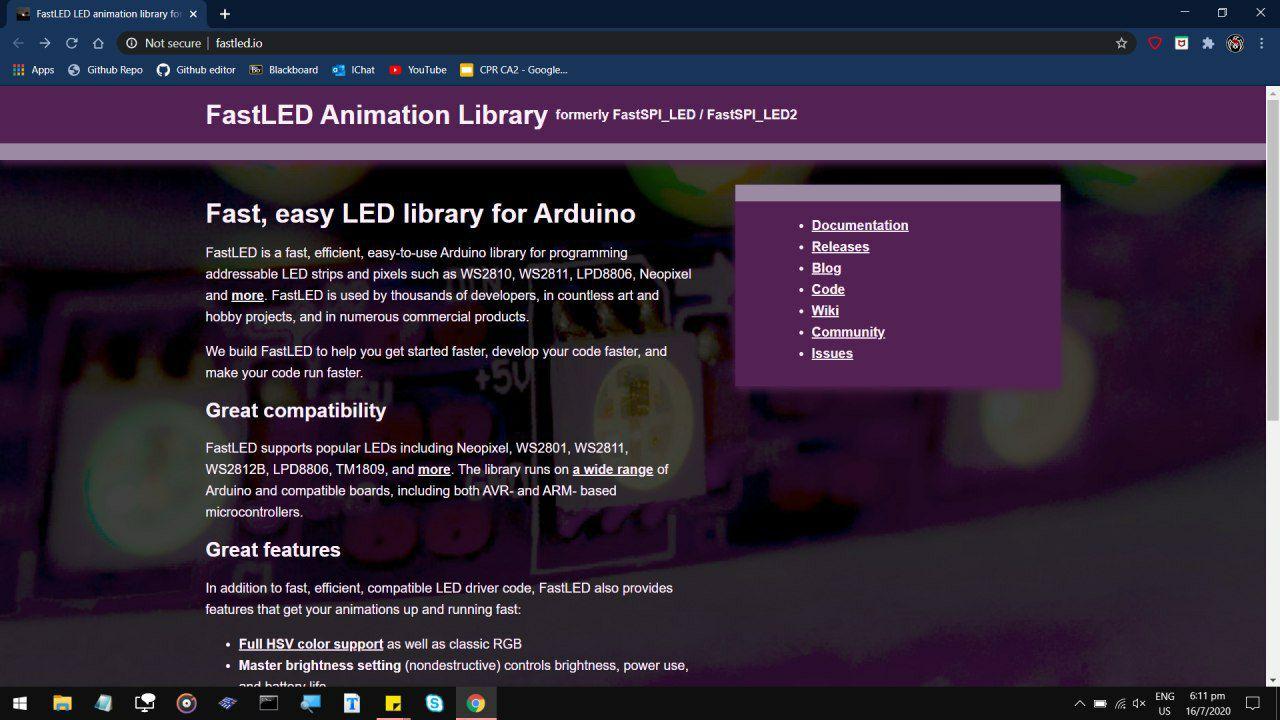 FastLED LED animation library fo
Not secure | fastled.io
Apps
Github Repo
Github editor
Blackboard
IChat
YouTube
CPR CA2 - Google...
FastLED Animation Library formerly FastSPI_LED / FastSPI_LED2
Fast, easy LED library for Arduino
FastLED is a fast, efficient, easy-to-use Arduino library for programming
addressable LED strips and pixels such as WS2810, WS2811, LPD8806, Neopixel
and more. FastLED is used by thousands of developers, in countless art and
hobby projects, and in numerous commercial products.
We build FastLED to help you get started faster, develop your code faster, and
make your code run faster.
Great compatibility
FastLED supports popular LEDs including Neopixel, WS2801, WS2811,
WS2812B, LPD8806, TM1809, and more. The library runs on a wide range of
Arduino and compatible boards, including both AVR- and ARM- based
microcontrollers.
Great features
In addition to fast, efficient, compatible LED driver code, FastLED also provides
features that get your animations up and running fast:
• Full HSV color support as well as classic RGB
• Master brightness setting (nondestructive) controls brightness, power use,
and battery life
• Documentation
• Releases
• Blog
• Code
• Wiki
• Community
• Issues
+5V
ENG
US
6:11 pm
16/7/2020